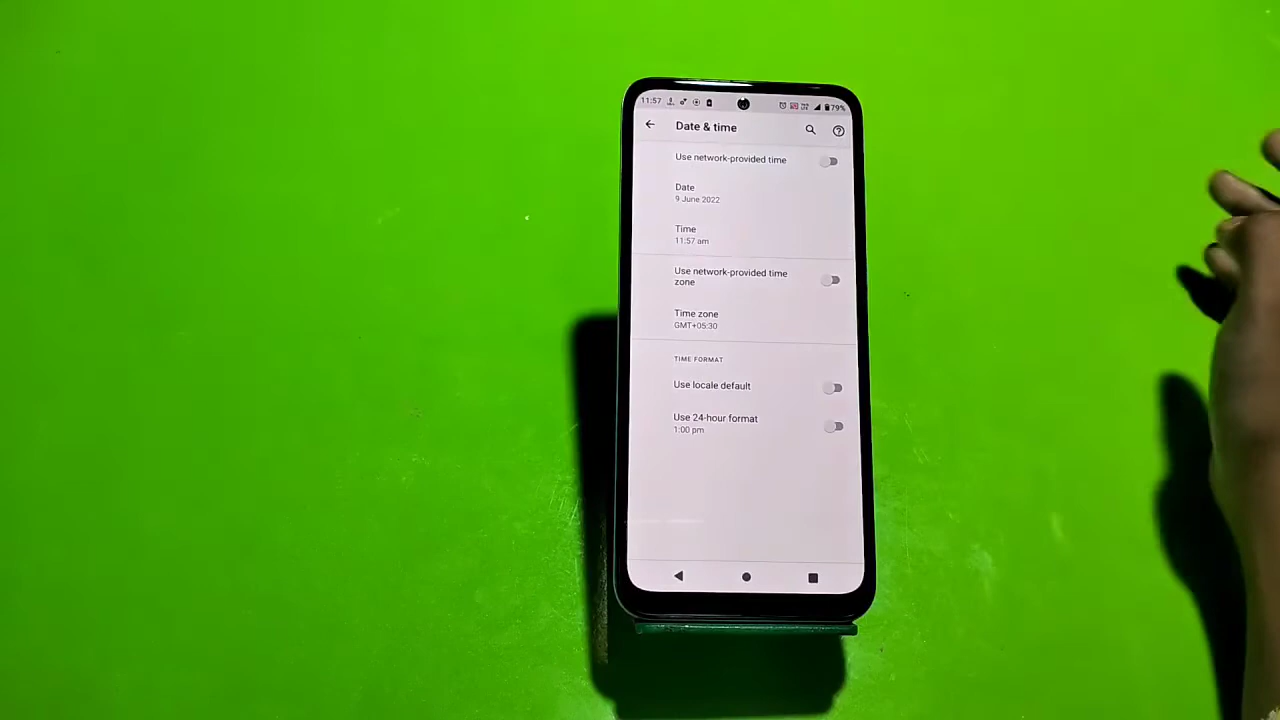 11:57 79%
Date & time
Use network-provided time
Date
9 June 2022
Time
11:57 am
Use network-provided time
zone
Time zone
GMT+05:30
TIME FORMAT
Use locale default
Use 24-hour format
1:00 pm